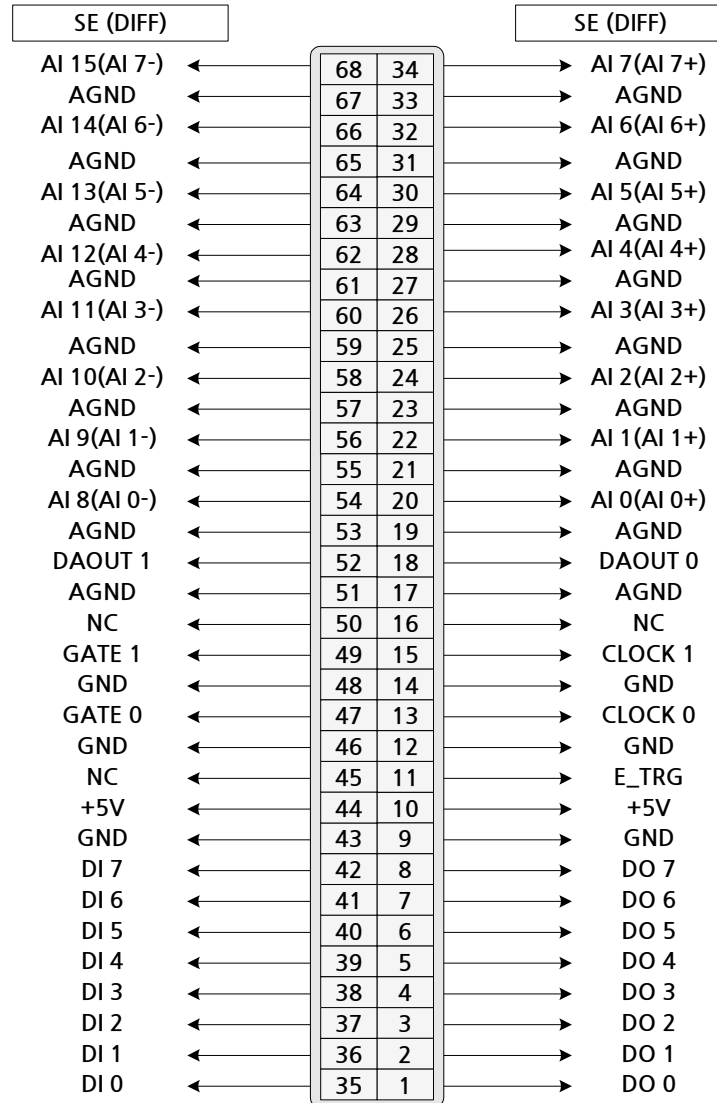 SE (DIFF) SE (DIFF)
AI 15(AI 7-) 68 34 AI 7(AI 7+)
AGND 67 33 AGND
AI 14(AI 6-) 66 32 AI 6(AI 6+)
AGND 65 31 AGND
AI 13(AI 5-) 64 30 AI 5(AI 5+)
AGND 63 29 AGND
AI 12(AI 4-) 62 28 AI 4(AI 4+)
AGND 61 27 AGND
AI 11(AI 3-) 60 26 AI 3(AI 3+)
AGND 59 25 AGND
AI 10(AI 2-) 58 24 AI 2(AI 2+)
AGND 57 23 AGND
AI 9(AI 1-) 56 22 AI 1(AI 1+)
AGND 55 21 AGND
AI 8(AI 0-) 54 20 AI 0(AI 0+)
AGND 53 19 AGND
DAOUT 1 52 18 DAOUT 0
AGND 51 17 AGND
NC 50 16 NC
GATE 1 49 15 CLOCK 1
GND 48 14 GND
GATE 0 47 13 CLOCK 0
GND 46 12 GND
NC 45 11 E_TRG
+5V 44 10 +5V
GND 43 9 GND
DI 7 42 8 DO 7
DI 6 41 7 DO 6
DI 5 40 6 DO 5
DI 4 39 5 DO 4
DI 3 38 4 DO 3
DI 2 37 3 DO 2
DI 1 36 2 DO 1
DI 0 35 1 DO 0